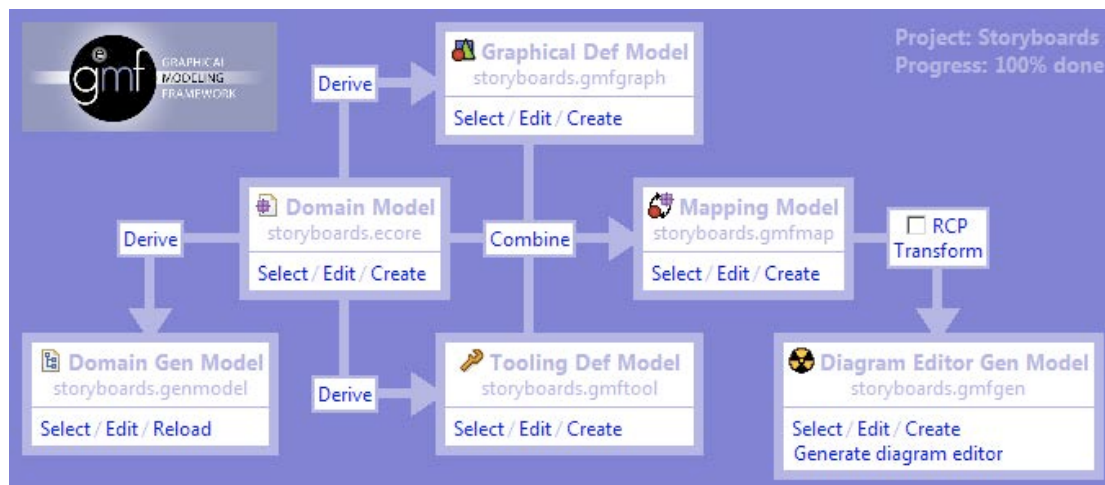 e
gmf
GRAPHICAL
MODELING
FRAMEWORK
Project: Storyboards
Progress: 100% done
Graphical Def Model
storyboards.gmfgraph
Select / Edit / Create
Derive
Domain Model
storyboards.ecore
Select / Edit / Create
Derive
Combine
Mapping Model
storyboards.gmfmap
Select / Edit / Create
RCP
Transform
Domain Gen Model
storyboards.genmodel
Select / Edit / Reload
Derive
Tooling Def Model
storyboards.gmftool
Select / Edit / Create
Diagram Editor Gen Model
storyboards.gmfgen
Select / Edit / Create
Generate diagram editor